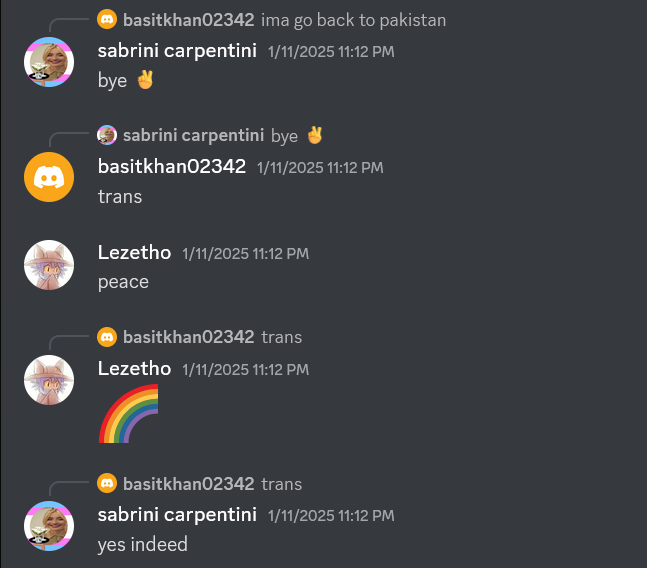 basitkhan02342 ima go back to pakistan
sabrini carpentini 1/11/2025 11:12 PM
bye ✌️
sabrini carpentini bye ✌️
basitkhan02342 1/11/2025 11:12 PM
trans
Lezetho 1/11/2025 11:12 PM
peace
basitkhan02342 trans
Lezetho 1/11/2025 11:12 PM
basitkhan02342 trans
sabrini carpentini 1/11/2025 11:12 PM
yes indeed